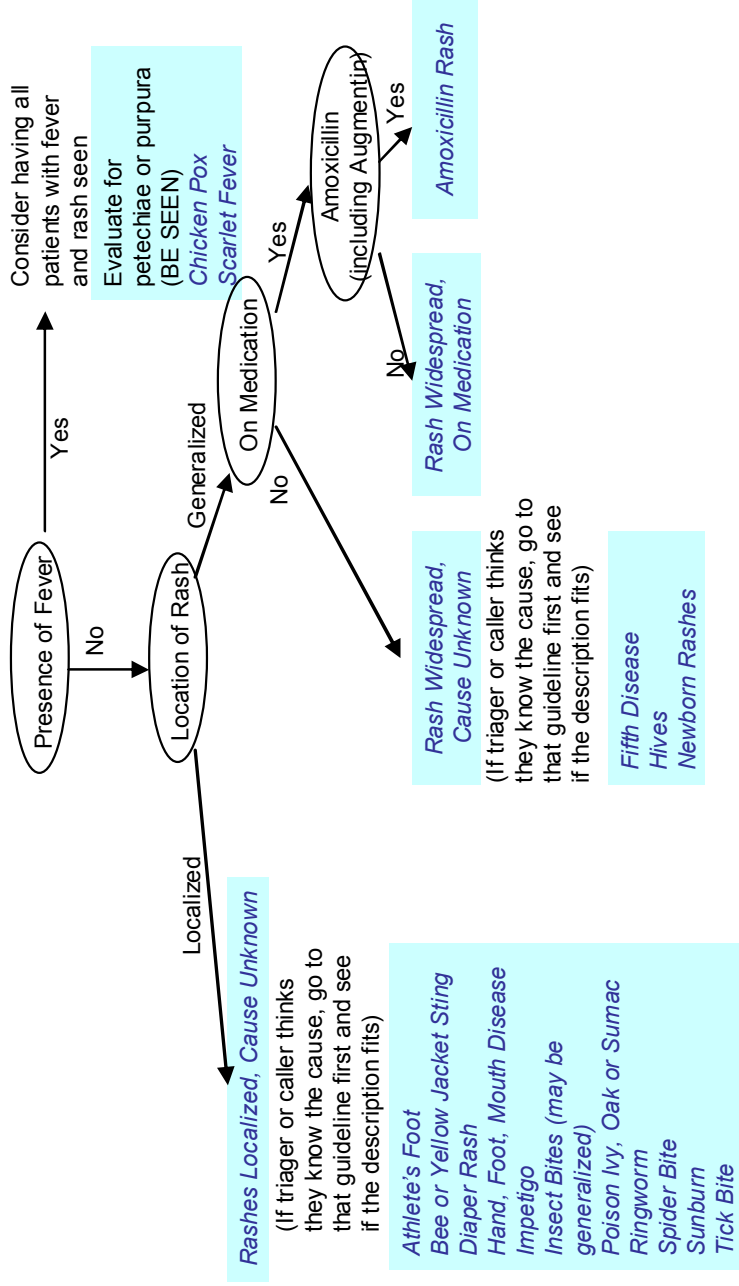 Presence of Fever
Yes
Consider having all
patients with fever
and rash seen
Evaluate for
petechiae or purpura
(BE SEEN)
Chicken Pox
Scarlet Fever
No
Location of Rash
Localized
Generalized
On Medication
Rashes Localized, Cause Unknown
(If triager or caller thinks
they know the cause, go to
that guideline first and see
if the description fits)
Athlete's Foot
Bee or Yellow Jacket Sting
Diaper Rash
Hand, Foot, Mouth Disease
Impetigo
Insect Bites (may be
generalized)
Poison Ivy, Oak or Sumac
Ringworm
Spider Bite
Sunburn
Tick Bite
No
Yes
Rash Widespread,
Cause Unknown
(If triager or caller thinks
they know the cause, go to
that guideline first and see
if the description fits)
Fifth Disease
Hives
Newborn Rashes
Amoxicillin
(including Augmentin)
No
Yes
Rash Widespread,
On Medication
Amoxicillin Rash